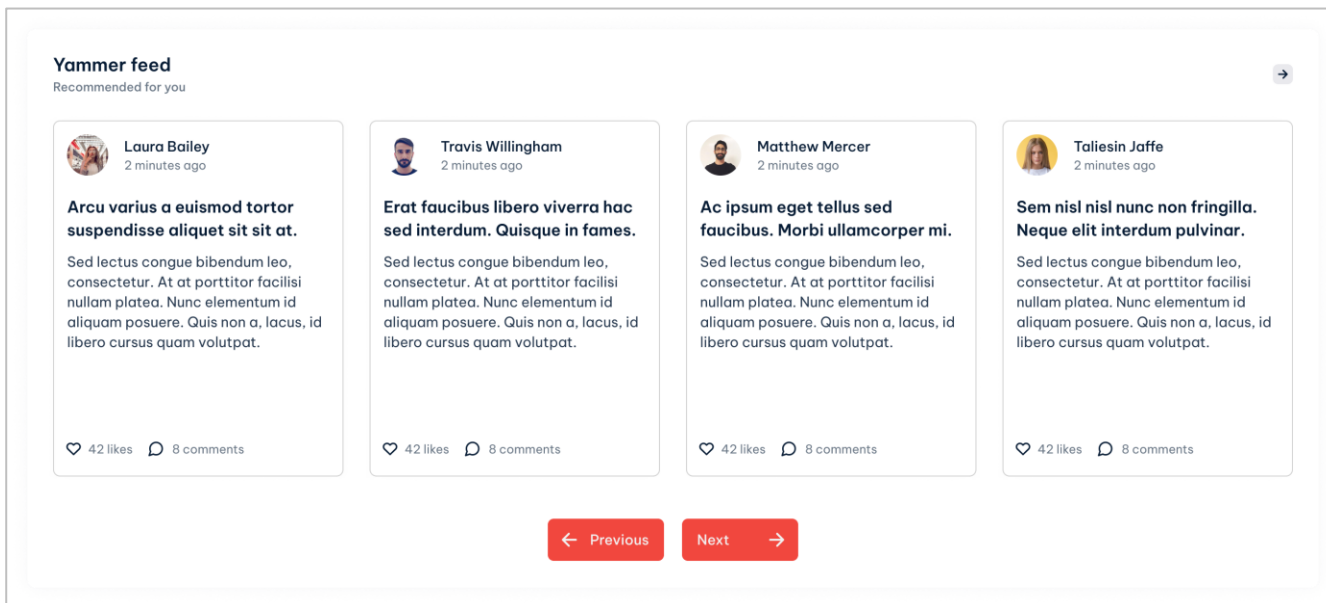 Yammer feed
Recommended for you
Laura Bailey
2 minutes ago
Arcu varius a euismod tortor
suspendisse aliquet sit sit at.
Sed lectus congue bibendum leo,
consectetur. At at porttitor facilisi
nullam platea. Nunc elementum id
aliquam posuere. Quis non a, lacus, id
libero cursus quam volutpat.
42 likes 8 comments
Travis Willingham
2 minutes ago
Erat faucibus libero viverra hac
sed interdum. Quisque in fames.
Sed lectus congue bibendum leo,
consectetur. At at porttitor facilisi
nullam platea. Nunc elementum id
aliquam posuere. Quis non a, lacus, id
libero cursus quam volutpat.
42 likes 8 comments
Matthew Mercer
2 minutes ago
Ac ipsum eget tellus sed
faucibus. Morbi ullamcorper mi.
Sed lectus congue bibendum leo,
consectetur. At at porttitor facilisi
nullam platea. Nunc elementum id
aliquam posuere. Quis non a, lacus, id
libero cursus quam volutpat.
42 likes 8 comments
Taliesin Jaffe
2 minutes ago
Sem nisl nisl nunc non fringilla.
Neque elit interdum pulvinar.
Sed lectus congue bibendum leo,
consectetur. At at porttitor facilisi
nullam platea. Nunc elementum id
aliquam posuere. Quis non a, lacus, id
libero cursus quam volutpat.
42 likes 8 comments
Previous
Next